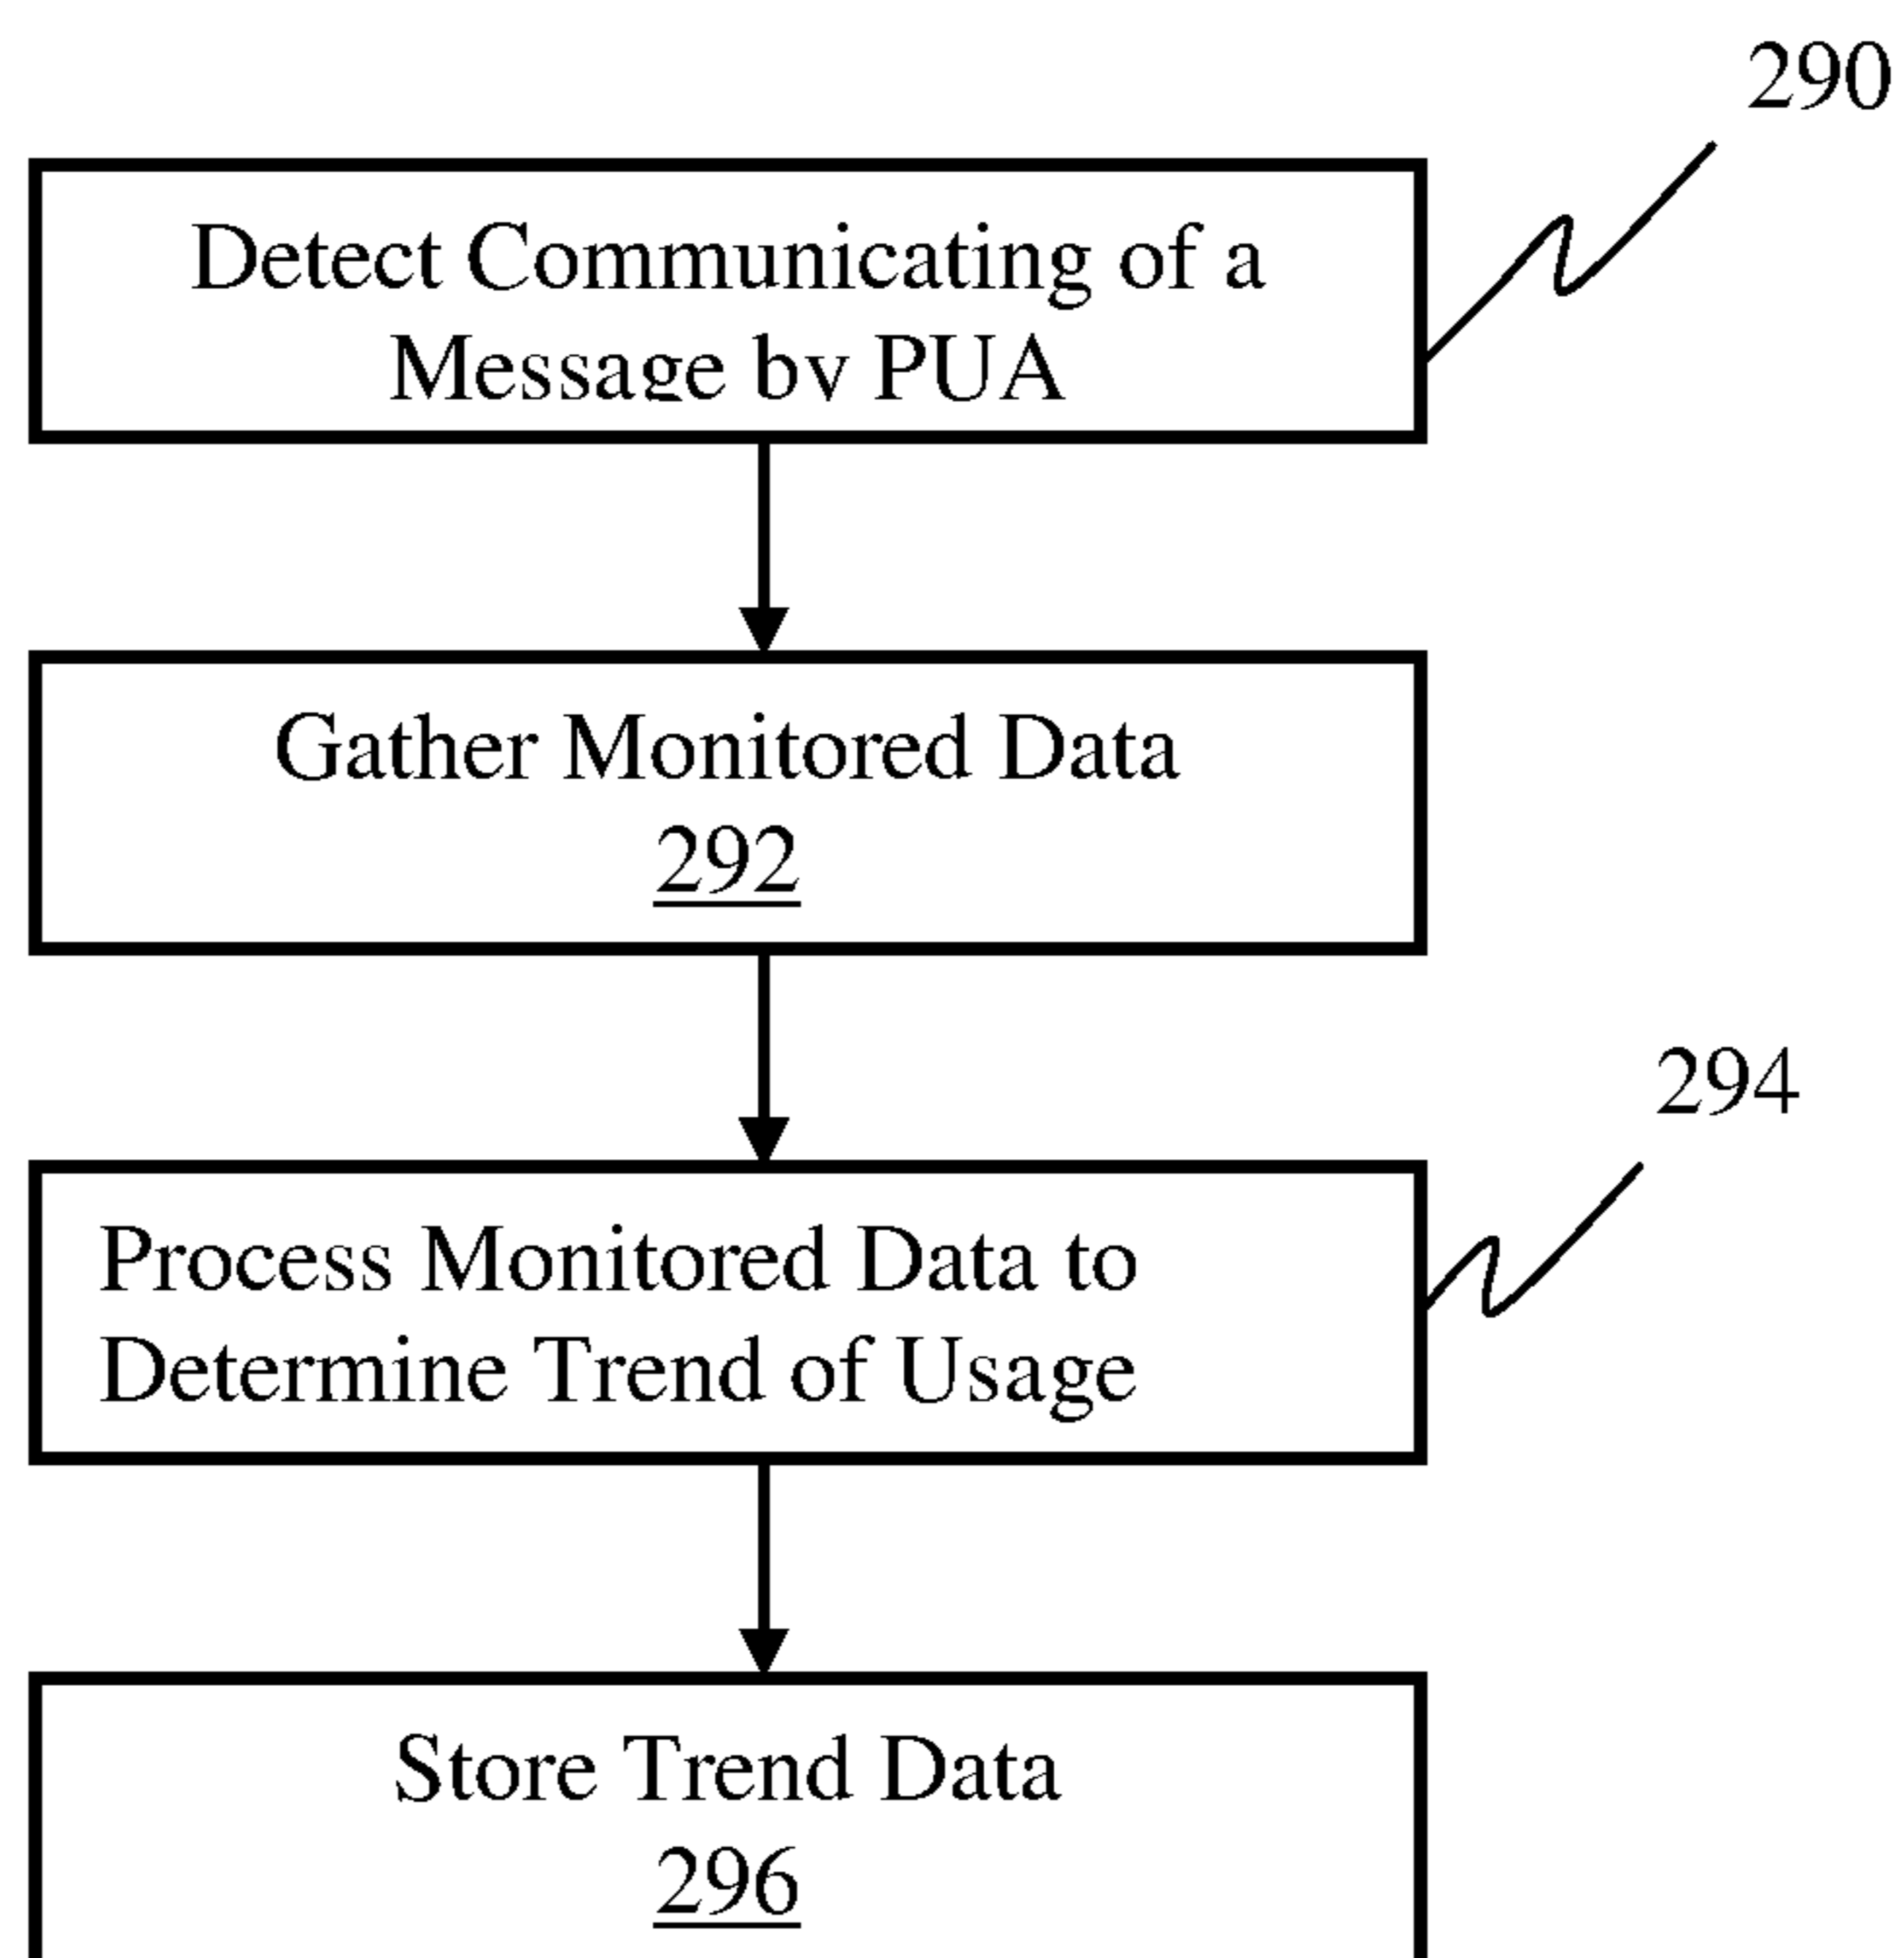 290
Detect Communicating of a
Message by PUA
Gather Monitored Data
292
294
Process Monitored Data to
Determine Trend of Usage
Store Trend Data
296